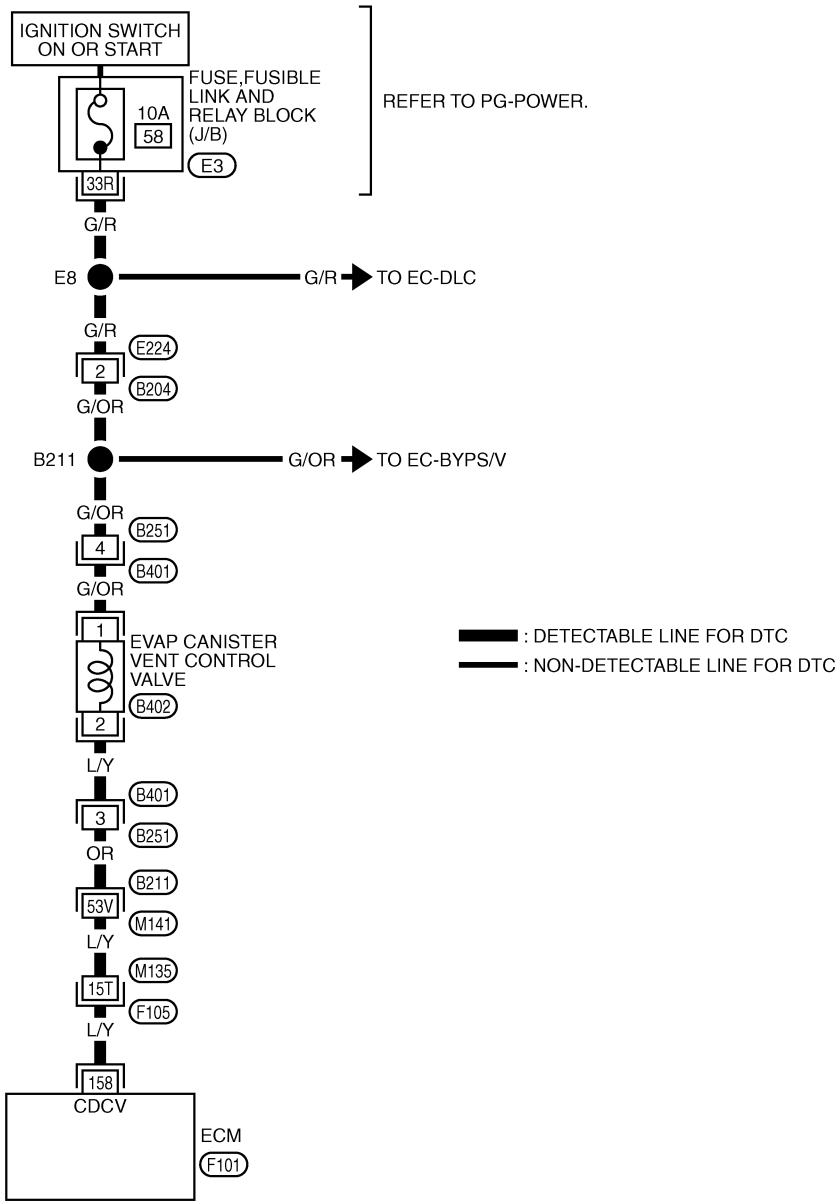 IGNITION SWITCH
ON OR START
FUSE,FUSIBLE
LINK AND
RELAY BLOCK
(J/B)
10A
58
E3
REFER TO PG-POWER.
33R
G/R
E8
G/R
TO EC-DLC
G/R
E224
2
B204
G/OR
B211
G/OR
TO EC-BYPS/V
G/OR
B251
4
B401
G/OR
1
EVAP CANISTER
VENT CONTROL
VALVE
B402
2
: DETECTABLE LINE FOR DTC
: NON-DETECTABLE LINE FOR DTC
L/Y
B401
3
B251
OR
B211
53V
M141
L/Y
M135
15T
F105
L/Y
158
CDCV
ECM
F101